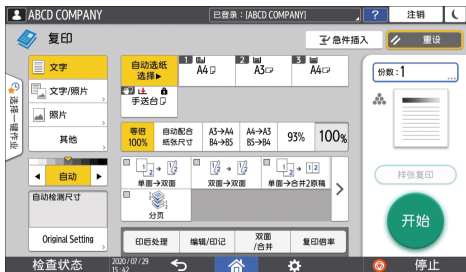 ABCD COMPANY
已登录：[ABCD COMPANY]
?
注销
复印
急件插入
重设
文字
文字/照片
照片
其他
选择一键作业
自动选纸
选择▶
1
A4
2
A3
3
A4
手送台
等倍
100%
自动配合
纸张尺寸
A3→A4
B4→B5
A4→A3
B5→B4
93%
100%
自动
自动检测尺寸
Original Setting
单面→双面
双面→双面
单面→合并2原稿
分页
印后处理
编辑/印记
双面
/合并
复印倍率
份数：1
样张复印
开始
检查状态
2020/07/29
15:42
停止